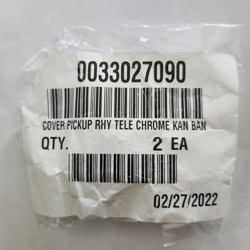 0033027090
COVER PICKUP RHY TELE CHROME KAN BAN
QTY. 2 EA
02/27/2022